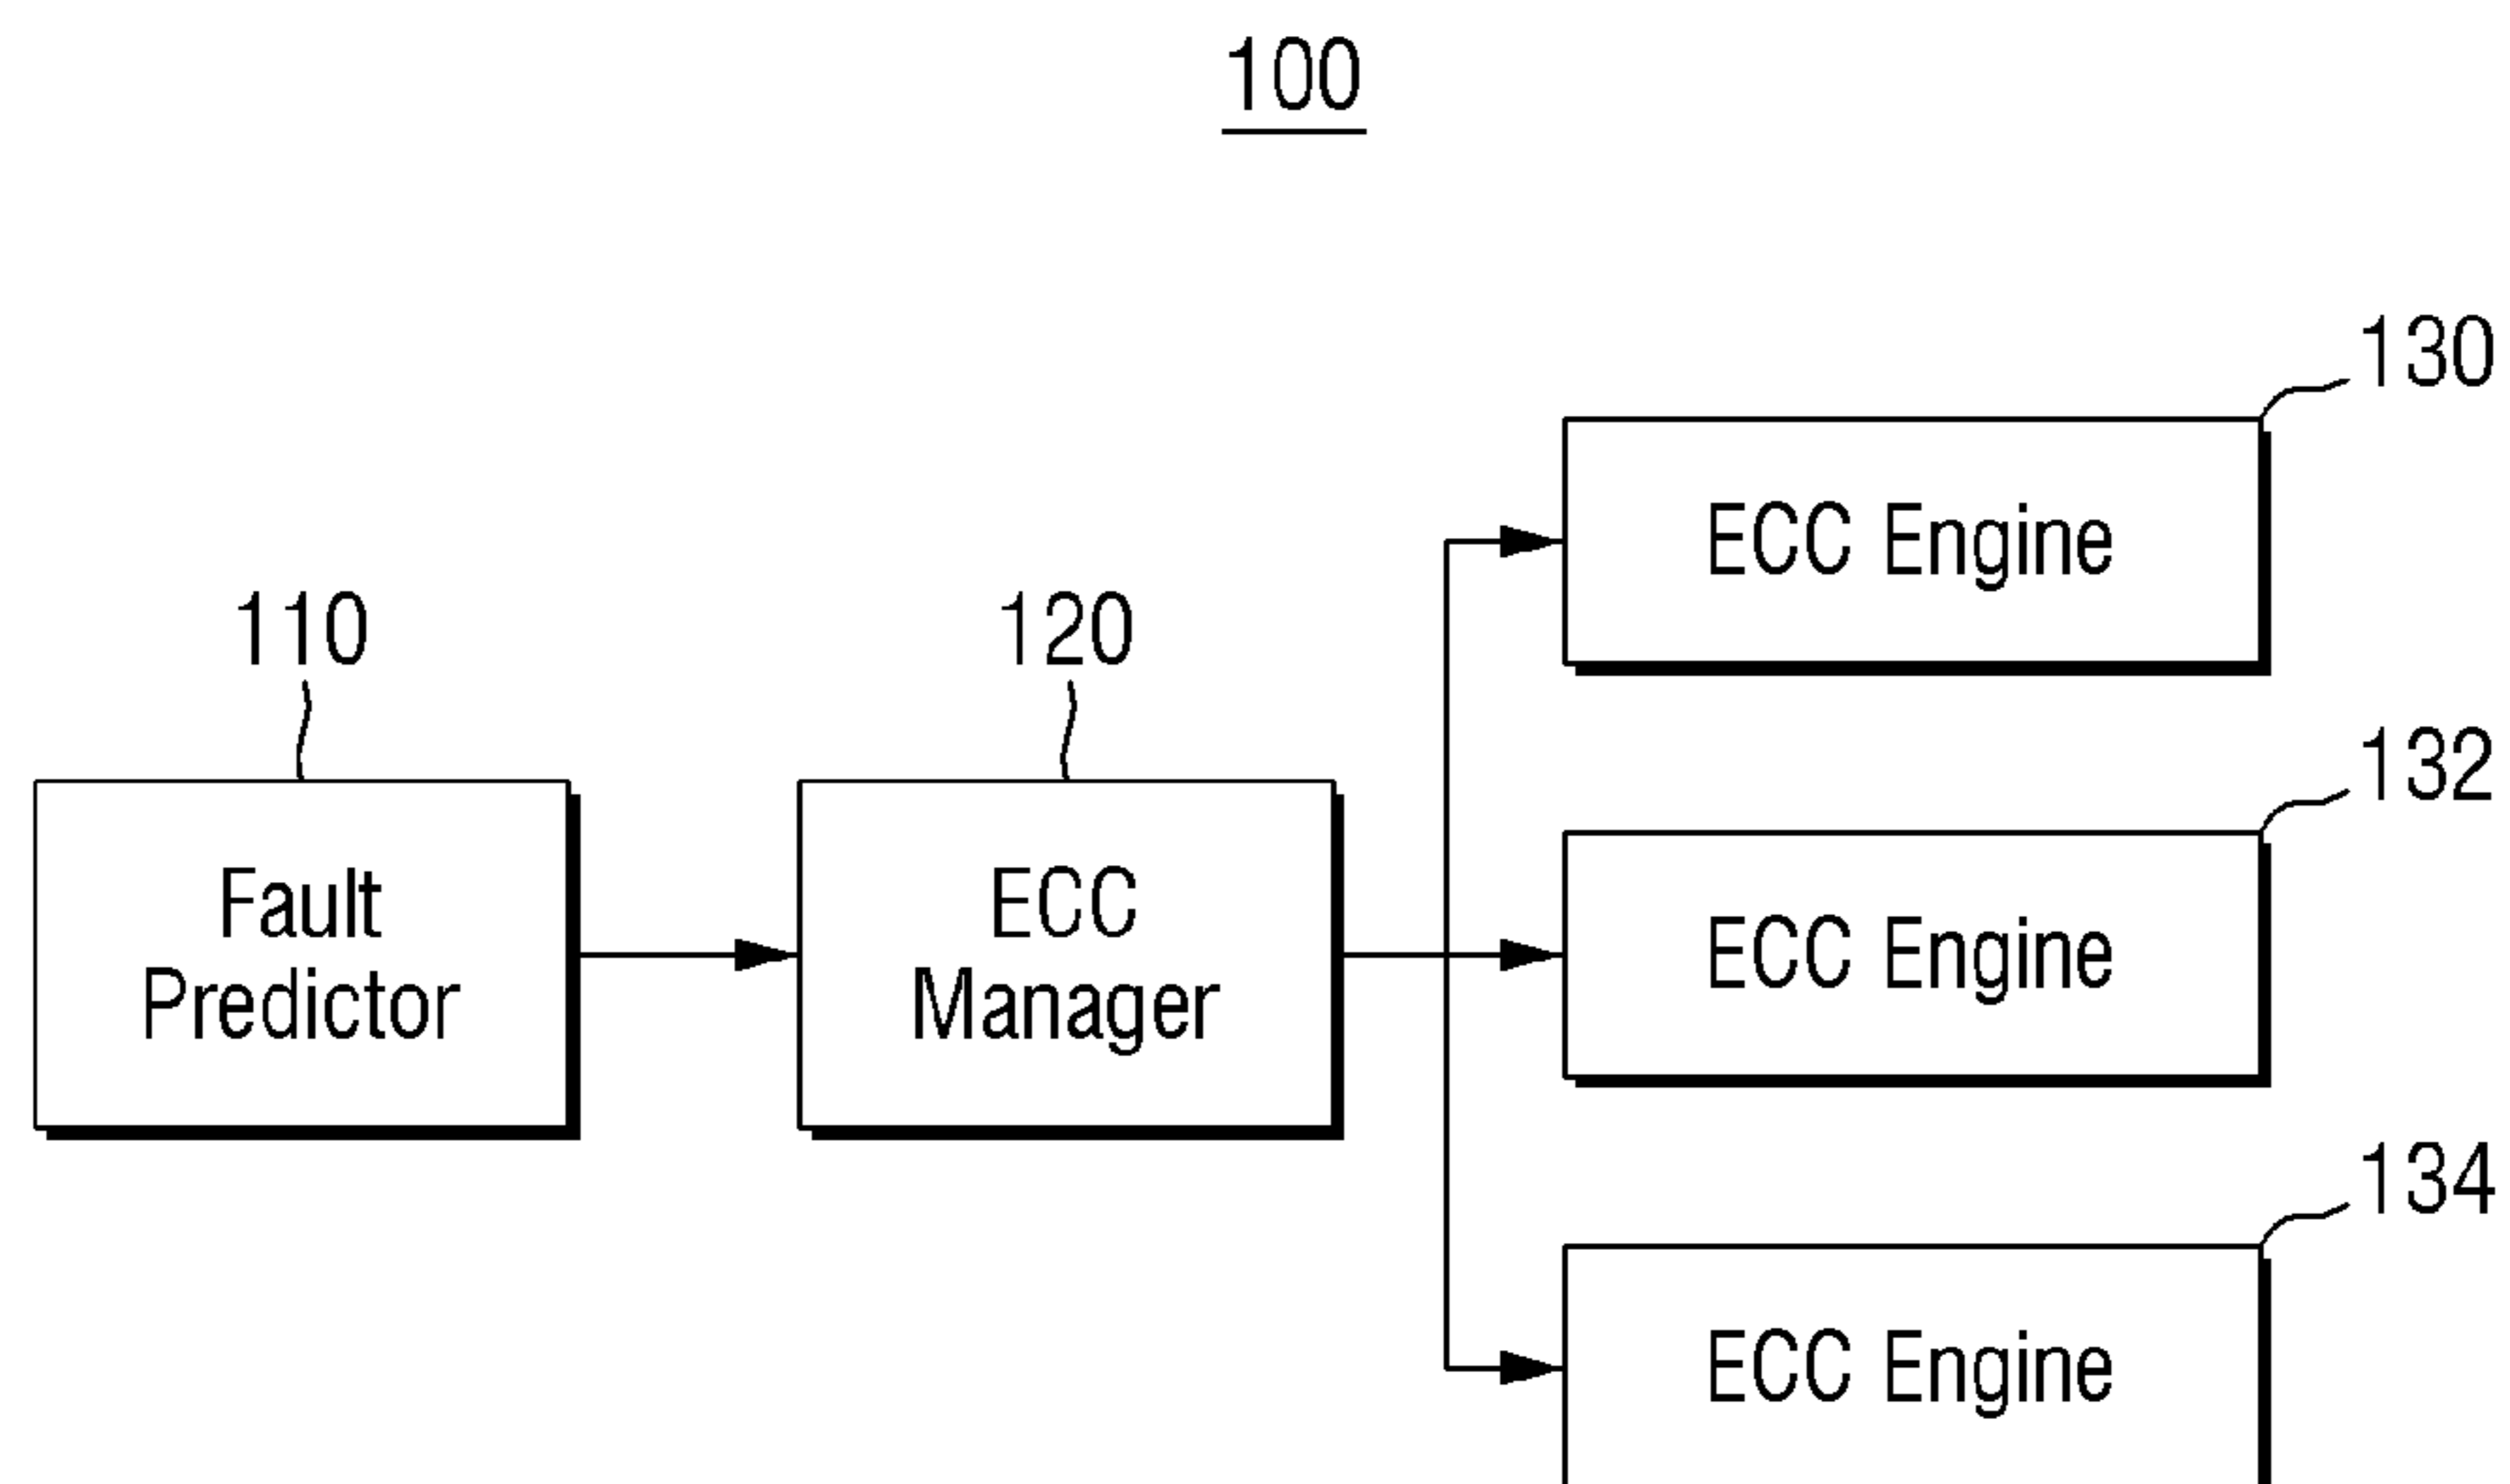 100
130
ECC Engine
110
120
132
Fault
Predictor
ECC
Manager
ECC Engine
134
ECC Engine